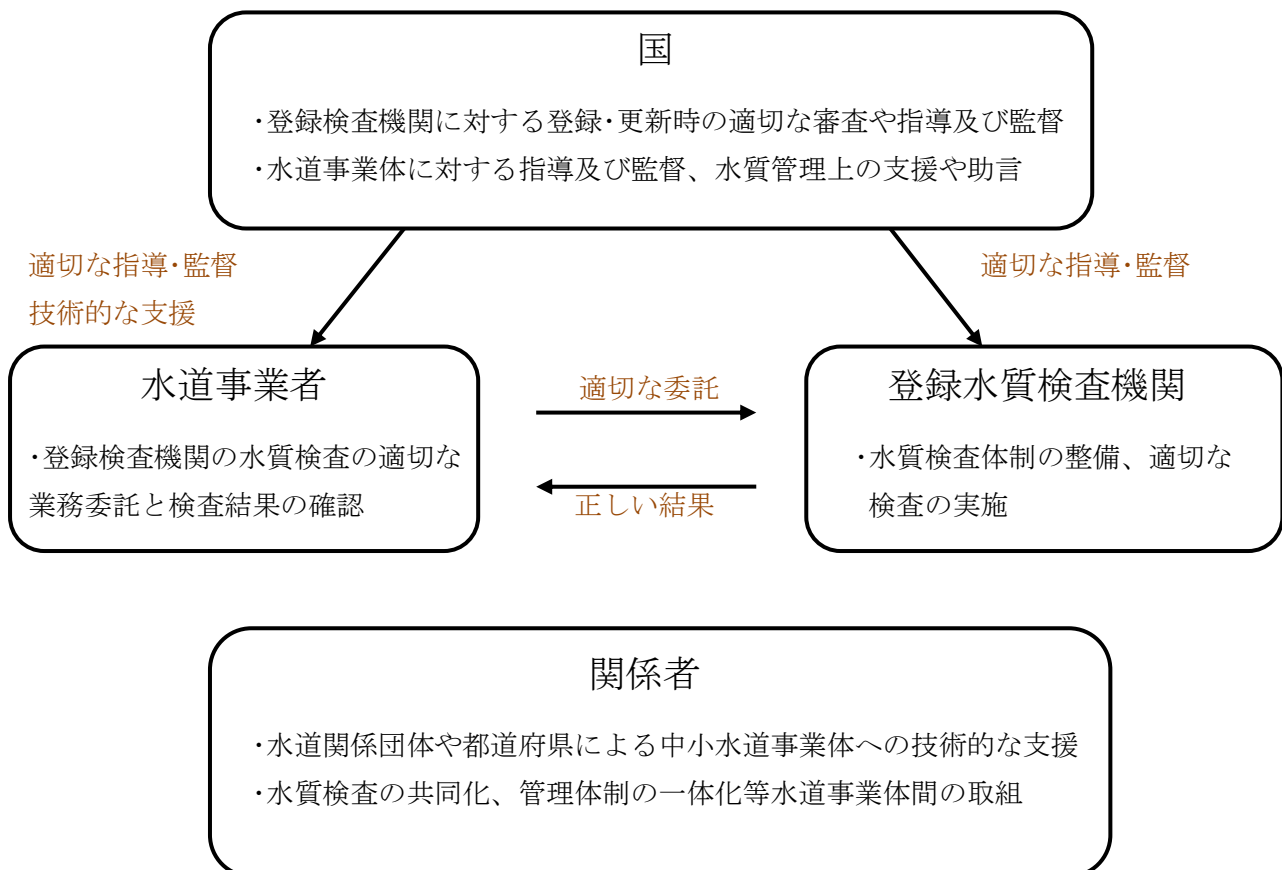 国
・登録検査機関に対する登録・更新時の適切な審査や指導及び監督
・水道事業体に対する指導及び監督、水質管理上の支援や助言
適切な指導・監督
技術的な支援
適切な指導・監督
水道事業者
・登録検査機関の水質検査の適切な
業務委託と検査結果の確認
適切な委託
正しい結果
登録水質検査機関
・水質検査体制の整備、適切な
検査の実施
関係者
・水道関係団体や都道府県による中小水道事業体への技術的な支援
・水質検査の共同化、管理体制の一体化等水道事業体間の取組